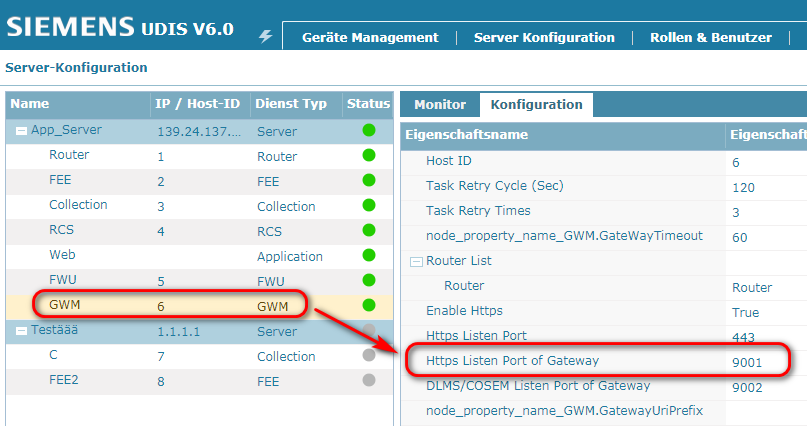 SIEMENS UDIS V6.0
Geräte Management Server Konfiguration Rollen & Benutzer
Server-Konfiguration
Name IP / Host-ID Dienst Typ Status
App_Server 139.24.137.... Server
Router 1 Router
FEE 2 FEE
Collection 3 Collection
RCS 4 RCS
Web Application
FWU 5 FWU
GWM 6 GWM
Testäää 1.1.1.1 Server
C 7 Collection
FEE2 8 FEE
Monitor Konfiguration
Eigenschaftsname Eigenschaft
Host ID 6
Task Retry Cycle (Sec) 120
Task Retry Times 3
node_property_name_GWM.GateWayTimeout 60
Router List
Router Router
Enable Https True
Https Listen Port 443
Https Listen Port of Gateway 9001
DLMS/COSEM Listen Port of Gateway 9002
node_property_name_GWM.GatewayUriPrefix